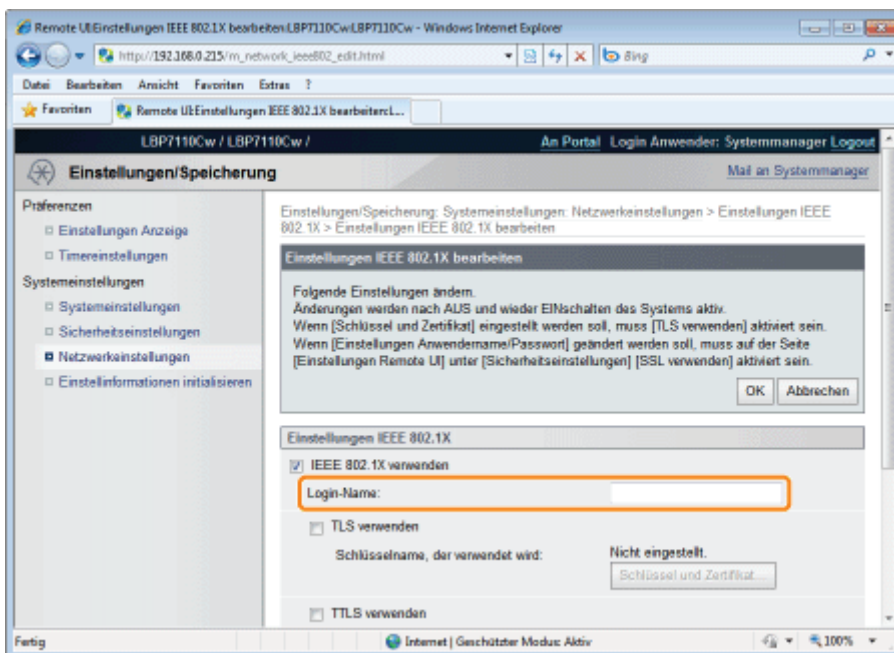 Remote UI:Einstellungen IEEE 802.1X bearbeiten:LBP7110Cw:LBP7110Cw - Windows Internet Explorer
http://192.168.0.215/m_network_ieee802_edit.html
Bing
Datei Bearbeiten Ansicht Favoriten Extras ?
Favoriten
Remote UI:Einstellungen IEEE 802.1X bearbeiten:L...
LBP7110Cw / LBP7110Cw /
An Portal Login Anwender: Systemmanager Logout
Einstellungen/Speicherung
Mail an Systemmanager
Präferenzen
Einstellungen Anzeige
Timereinstellungen
Systemeinstellungen
Systemeinstellungen
Sicherheitseinstellungen
Netzwerkeinstellungen
Einstellinformationen initialisieren
Einstellungen/Speicherung: Systemeinstellungen: Netzwerkeinstellungen > Einstellungen IEEE
802.1X > Einstellungen IEEE 802.1X bearbeiten
Einstellungen IEEE 802.1X bearbeiten
Folgende Einstellungen ändern.
Änderungen werden nach AUS und wieder EINschalten des Systems aktiv.
Wenn [Schlüssel und Zertifikat] eingestellt werden soll, muss [TLS verwenden] aktiviert sein.
Wenn [Einstellungen Anwendername/Passwort] geändert werden soll, muss auf der Seite
[Einstellungen Remote UI] unter [Sicherheitseinstellungen] [SSL verwenden] aktiviert sein.
OK
Abbrechen
Einstellungen IEEE 802.1X
IEEE 802.1X verwenden
Login-Name:
TLS verwenden
Schlüsselname, der verwendet wird:
Nicht eingestellt.
Schlüssel und Zertifikat...
TTLS verwenden
Fertig
Internet | Geschützter Modus: Aktiv
100%